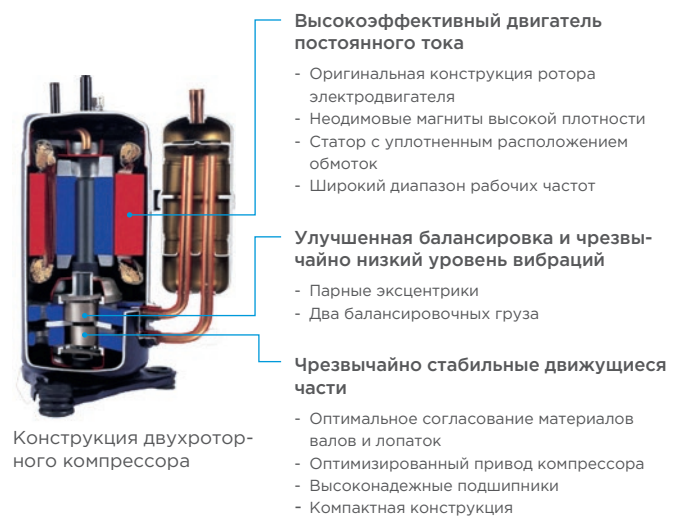 Высокоэффективный двигатель
постоянного тока
- Оригинальная конструкция ротора
электродвигателя
- Неодимовые магниты высокой плотности
- Статор с уплотненным расположением
обмоток
- Широкий диапазон рабочих частот
Улучшенная балансировка и чрезвы-
чайно низкий уровень вибраций
- Парные эксцентрики
- Два балансировочных груза
Чрезвычайно стабильные движущиеся
части
- Оптимальное согласование материалов
валов и лопаток
- Оптимизированный привод компрессора
- Высоконадежные подшипники
- Компактная конструкция
Конструкция двухротор-
ного компрессора